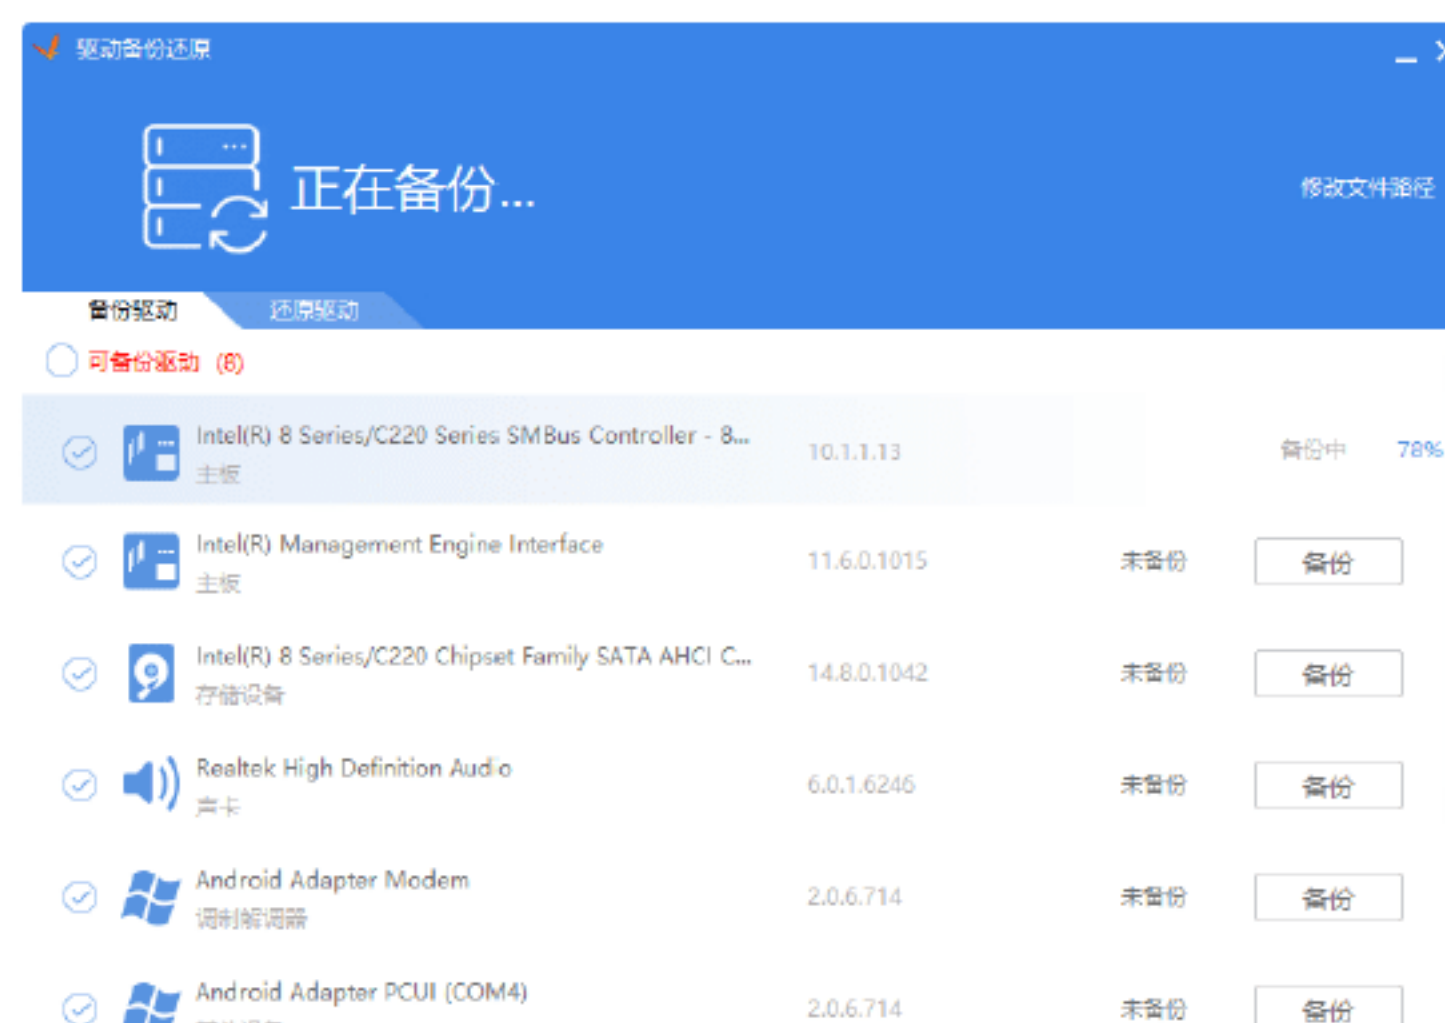 驱动备份还原
正在备份...
修改文件路径
备份驱动 还原驱动
可备份驱动 (8)
Intel(R) 8 Series/C220 Series SMBus Controller - 8...
主板
10.1.1.13 备份中 78%
Intel(R) Management Engine Interface
主板
11.6.0.1015 未备份 备份
Intel(R) 8 Series/C220 Chipset Family SATA AHCI C...
存储设备
14.8.0.1042 未备份 备份
Realtek High Definition Audio
声卡
6.0.1.6246 未备份 备份
Android Adapter Modem
调制解调器
2.0.6.714 未备份 备份
Android Adapter PCUI (COM4)
2.0.6.714 未备份 备份